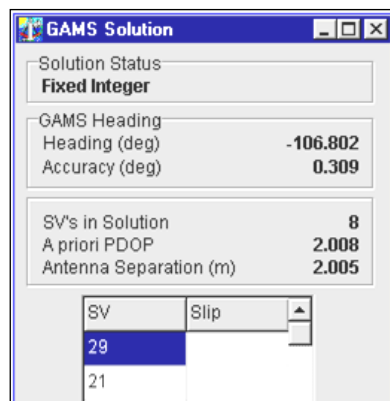 GAMS Solution
Solution Status
Fixed Integer
GAMS Heading
Heading (deg) -106.802
Accuracy (deg) 0.309
SV's in Solution 8
A priori PDOP 2.008
Antenna Separation (m) 2.005
SV Slip
29
21